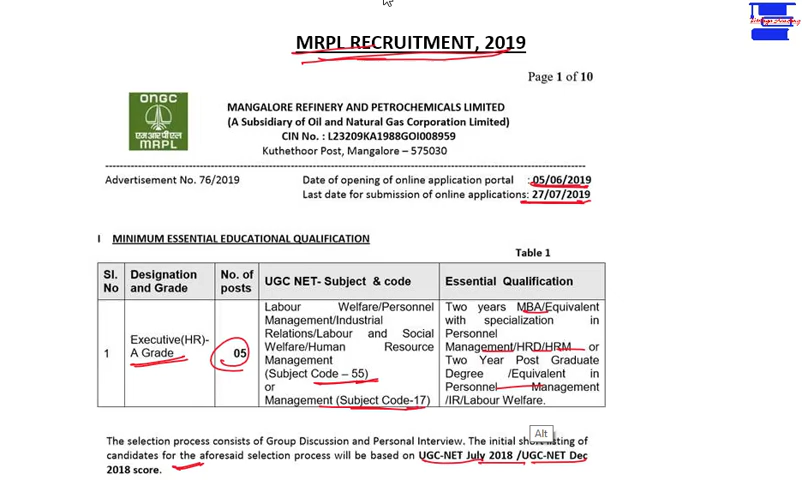 MRPL RECRUITMENT, 2019
Page 1 of 10
ONGC
एमआरपीएल
MRPL
MANGALORE REFINERY AND PETROCHEMICALS LIMITED
(A Subsidiary of Oil and Natural Gas Corporation Limited)
CIN No. : L23209KA1988GOI008959
Kuthethoor Post, Mangalore – 575030
Advertisement No. 76/2019
Date of opening of online application portal : 05/06/2019
Last date for submission of online applications: 27/07/2019
I MINIMUM ESSENTIAL EDUCATIONAL QUALIFICATION
Table 1
Sl. No
Designation and Grade
No. of posts
UGC NET- Subject & code
Essential Qualification
1
Executive(HR)-
A Grade
05
Labour Welfare/Personnel
Management/Industrial
Relations/Labour and Social
Welfare/Human Resource
Management
(Subject Code – 55)
or
Management (Subject Code-17)
Two years MBA/Equivalent
with specialization in
Personnel
Management/HRD/HRM or
Two Year Post Graduate
Degree /Equivalent in
Personnel Management
/IR/Labour Welfare.
Alt
The selection process consists of Group Discussion and Personal Interview. The initial short listing of
candidates for the aforesaid selection process will be based on UGC-NET July 2018 /UGC-NET Dec
2018 score.